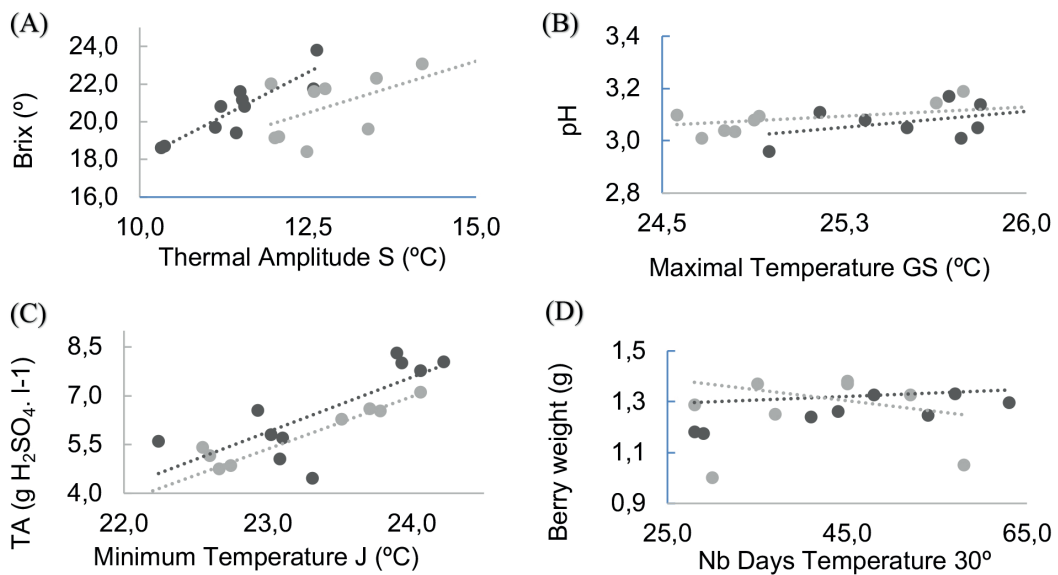 (A)
24,0
22,0
20,0
18,0
16,0
Brix (º)
10,0 12,5 15,0
Thermal Amplitude S (ºC)
(B)
3,4
3,2
3,0
2,8
pH
24,5 25,3 26,0
Maximal Temperature GS (ºC)
(C)
8,5
7,0
5,5
4,0
TA (g H₂SO₄. l-1)
22,0 23,0 24,0
Minimum Temperature J (ºC)
(D)
1,5
1,3
1,1
0,9
Berry weight (g)
25,0 45,0 65,0
Nb Days Temperature 30º